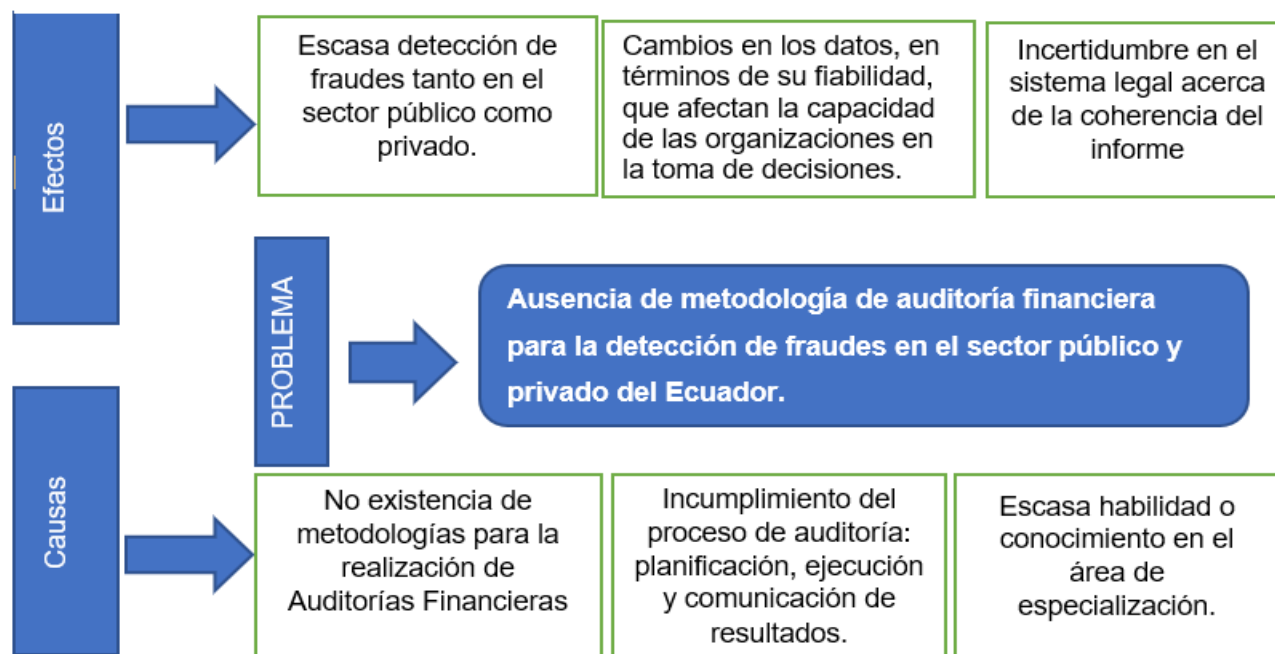 Efectos
Escasa detección de
fraudes tanto en el
sector público como
privado.
Cambios en los datos, en
términos de su fiabilidad,
que afectan la capacidad
de las organizaciones en
la toma de decisiones.
Incertidumbre en el
sistema legal acerca
de la coherencia del
informe
PROBLEMA
Ausencia de metodología de auditoría financiera
para la detección de fraudes en el sector público y
privado del Ecuador.
Causas
No existencia de
metodologías para la
realización de
Auditorías Financieras
Incumplimiento del
proceso de auditoría:
planificación, ejecución
y comunicación de
resultados.
Escasa habilidad o
conocimiento en el
área de
especialización.